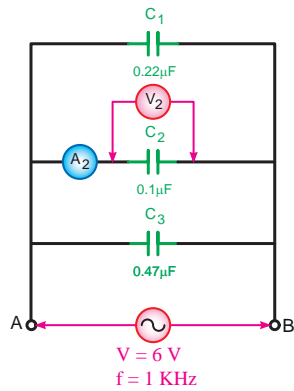 C1
0.22µF
V2
A2
C2
0.1µF
C3
0.47µF
A
B
V = 6 V
f = 1 KHz